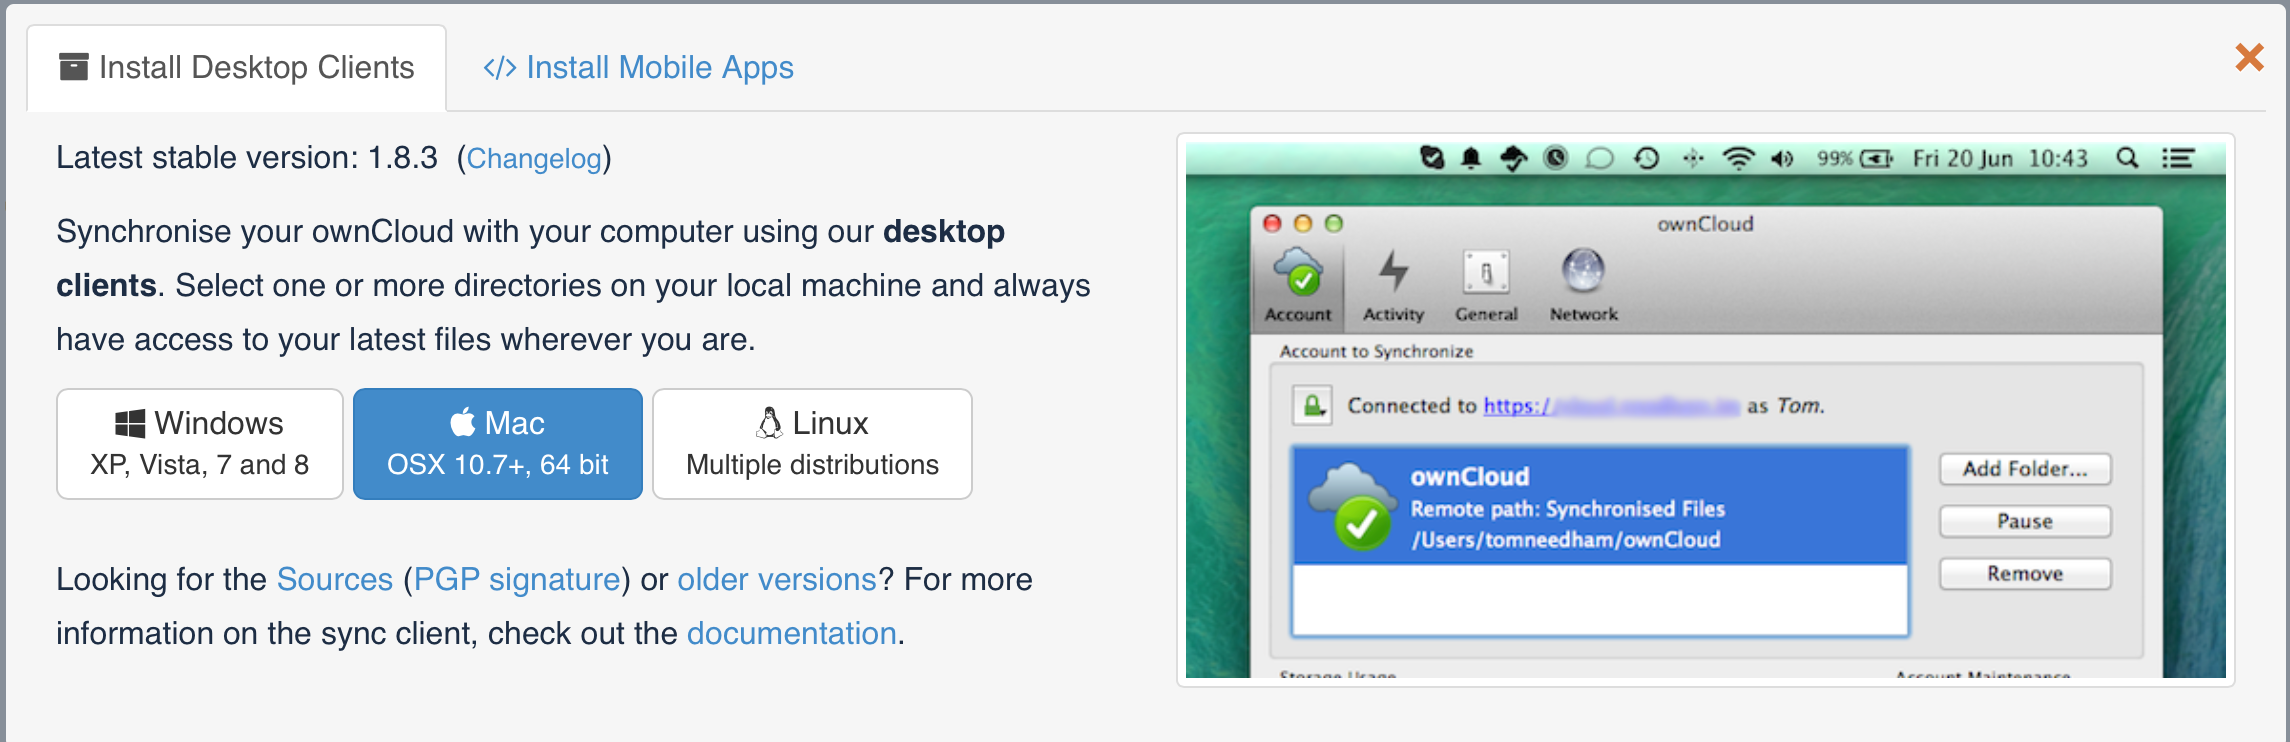 Install Desktop Clients
</> Install Mobile Apps
Latest stable version: 1.8.3 (Changelog)
Synchronise your ownCloud with your computer using our desktop
clients. Select one or more directories on your local machine and always
have access to your latest files wherever you are.
Windows
XP, Vista, 7 and 8
Mac
OSX 10.7+, 64 bit
Linux
Multiple distributions
Looking for the Sources (PGP signature) or older versions? For more
information on the sync client, check out the documentation.
99% Fri 20 Jun 10:43
ownCloud
Account Activity General Network
Account to Synchronize
Connected to https:/ as Tom.
ownCloud
Remote path: Synchronised Files
/Users/tomneedham/ownCloud
Add Folder...
Pause
Remove
Storage Usage
Account Maintenance